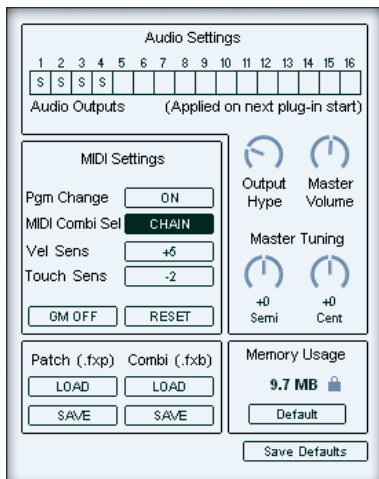 Audio Settings
1 2 3 4 5 6 7 8 9 10 11 12 13 14 15 16
S S S S
Audio Outputs (Applied on next plug-in start)
MIDI Settings
Pgm Change ON
MIDI Combi Sel CHAIN
Vel Sens +5
Touch Sens -2
GM OFF RESET
Output Hype
Master Volume
Master Tuning
+0 Semi
+0 Cent
Patch (.fxp) Combi (.fxb)
LOAD LOAD
SAVE SAVE
Memory Usage
9.7 MB
Default
Save Defaults